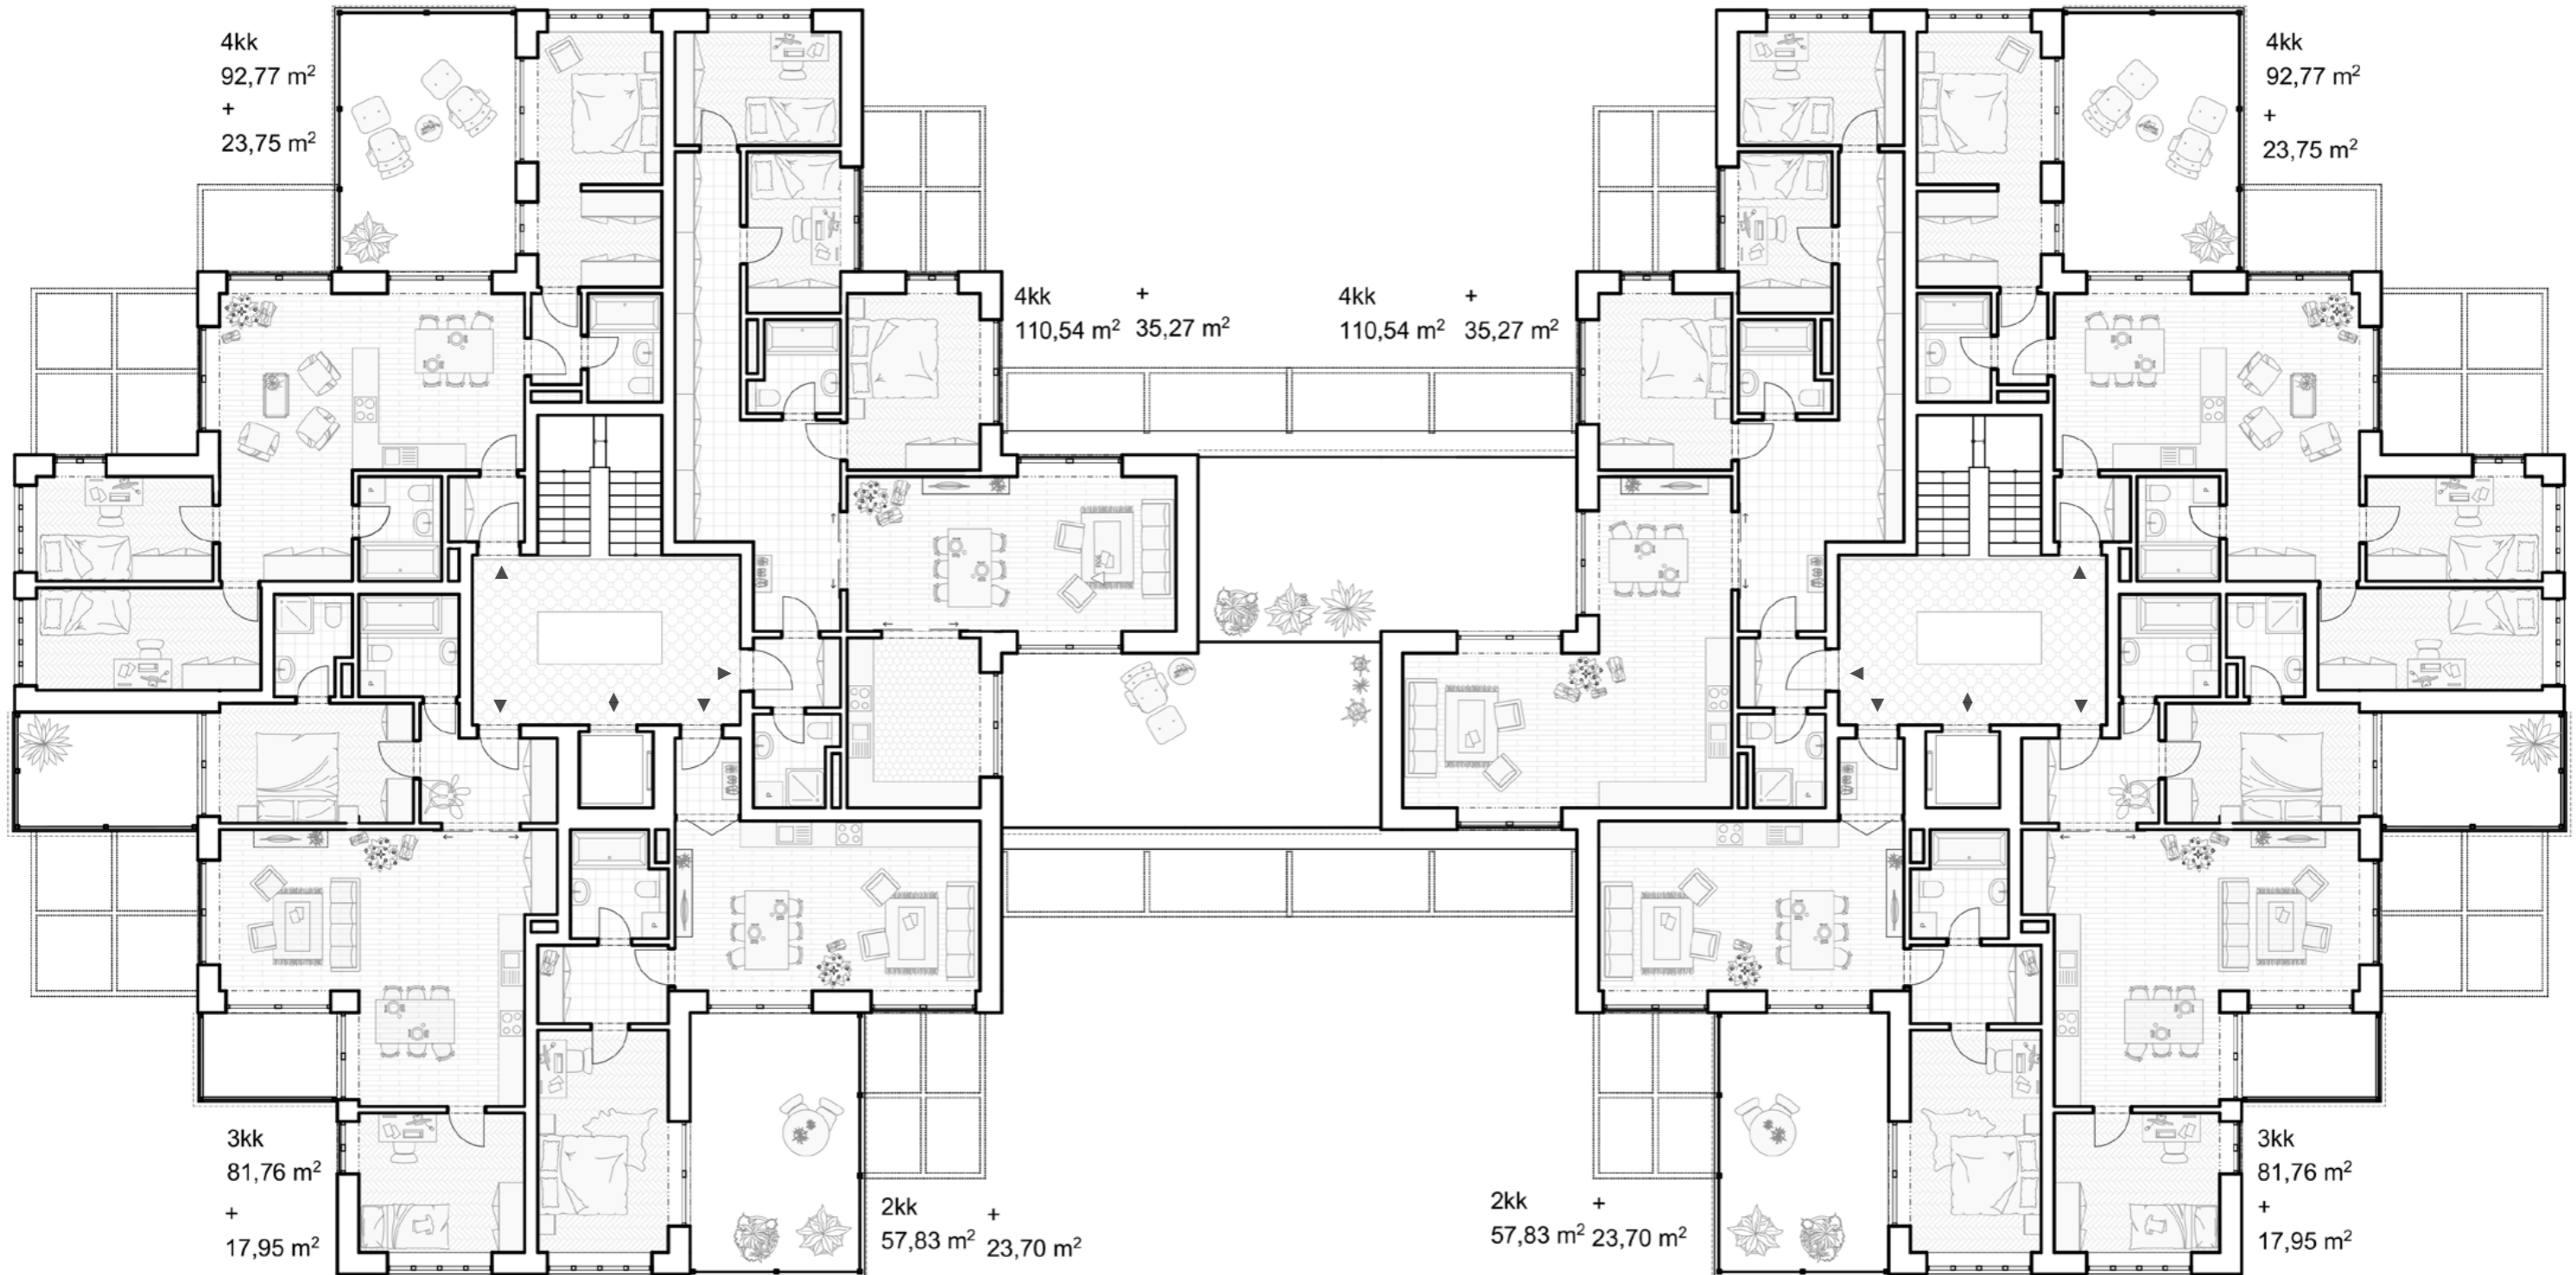 4kk
92,77 m²
+
23,75 m²
4kk
92,77 m²
+
23,75 m²
4kk +
110,54 m² 35,27 m²
4kk +
110,54 m² 35,27 m²
3kk
81,76 m²
+
17,95 m²
2kk +
57,83 m² 23,70 m²
2kk +
57,83 m² 23,70 m²
3kk
81,76 m²
+
17,95 m²